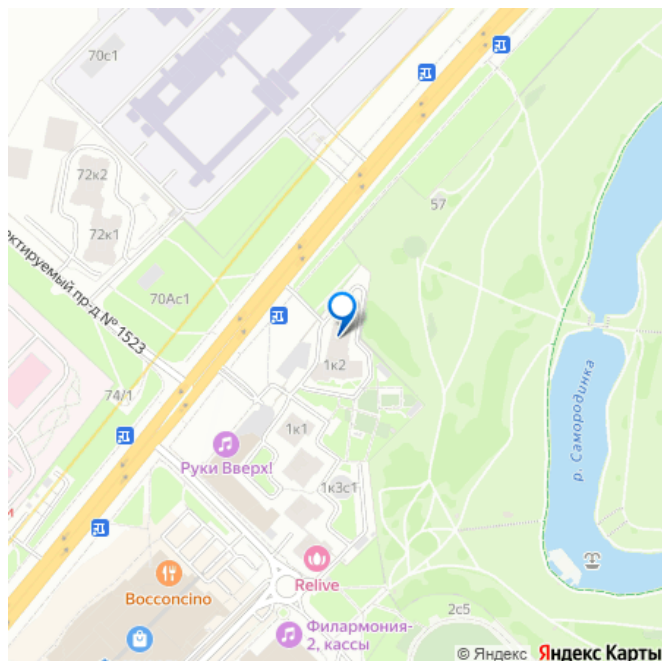 70с1
57
72к2
72к1
ектируемый пр-д № 1523
70Ас1
1к2
74/1
р. Самородинка
1к1
Руки Вверх!
1к3с1
и
Relive
Bocconcino
2с5
Филармония-
2, кассы
© Яндекс Яндекс Карты